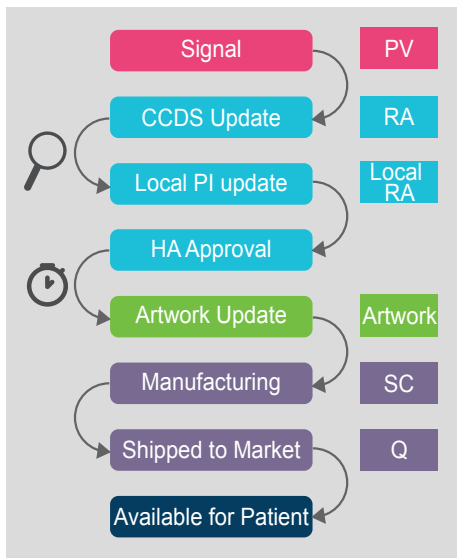 Signal PV
CCDS Update RA
Local PI update Local
RA
HA Approval
Artwork Update Artwork
Manufacturing SC
Shipped to Market Q
Available for Patient